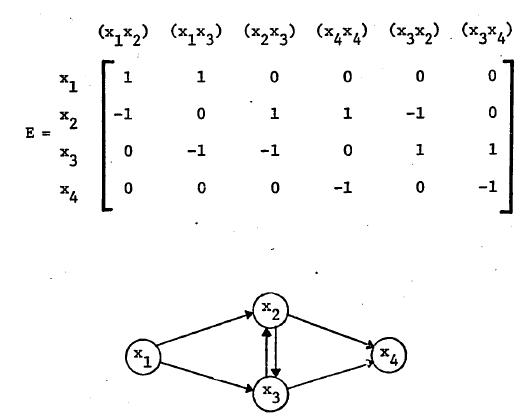 (x1x2) (x1x3) (x2x3) (x4x4) (x3x2) (x3x4)
x1 1 1 0 0 0 0
x2 -1 0 1 1 -1 0
E =
x3 0 -1 -1 0 1 1
x4 0 0 0 -1 0 -1
x2
x1
x4
x3